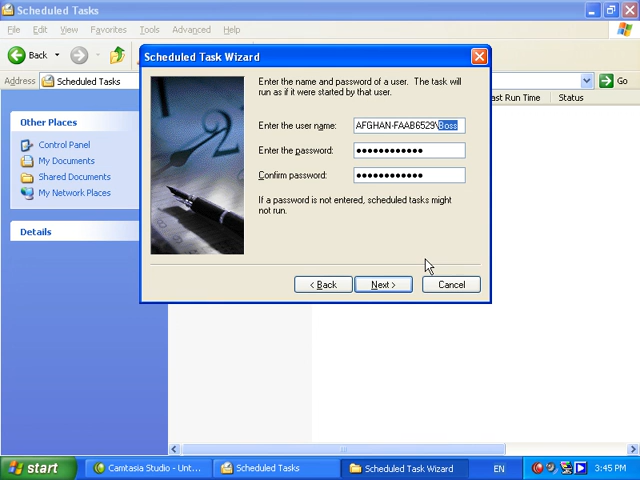 Scheduled Tasks
File Edit View Favorites Tools Advanced Help
Back
Address Scheduled Tasks Go
Scheduled Task Wizard
ast Run Time Status
Other Places
Control Panel
My Documents
Shared Documents
My Network Places
Details
Enter the name and password of a user. The task will
run as if it were started by that user.
Enter the user name: AFGHAN-FAAB6529\Boss
Enter the password: ●●●●●●●●●●●●
Confirm password: ●●●●●●●●●●●●
If a password is not entered, scheduled tasks might
not run.
< Back Next > Cancel
start Camtasia Studio - Unt... Scheduled Tasks Scheduled Task Wizard EN 3:45 PM